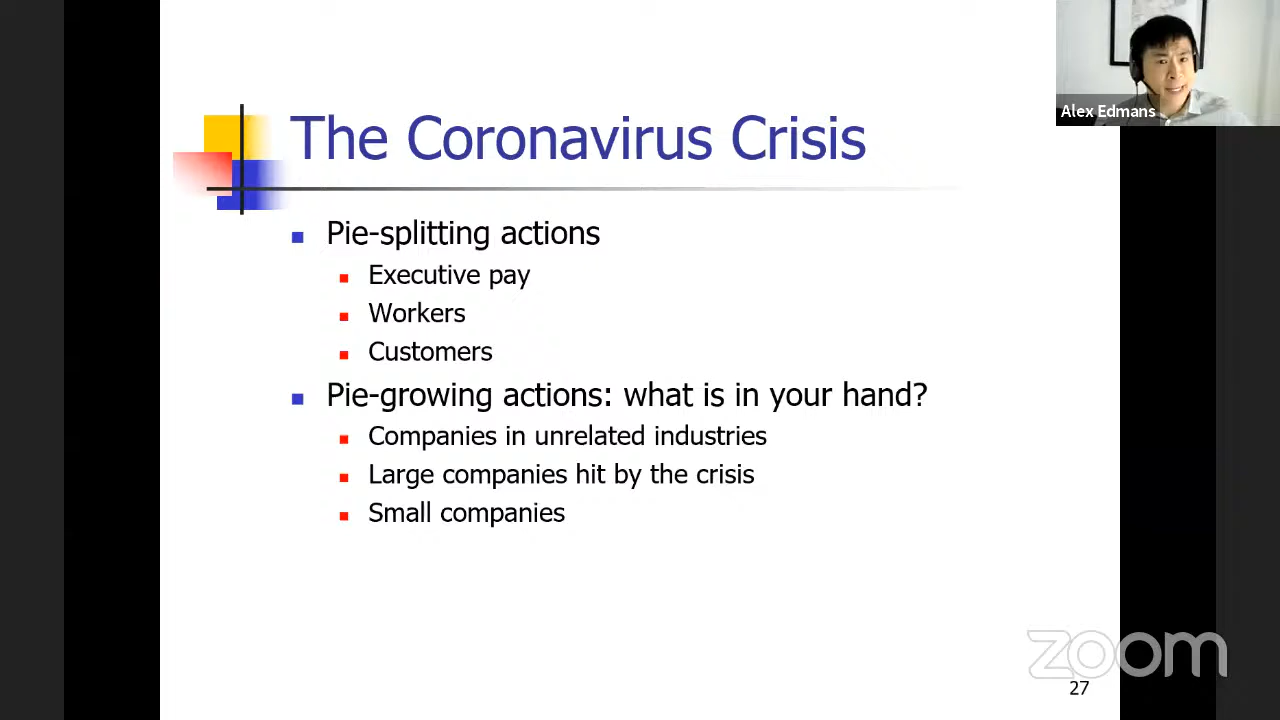 Alex Edmans
The Coronavirus Crisis
Pie-splitting actions
Executive pay
Workers
Customers
Pie-growing actions: what is in your hand?
Companies in unrelated industries
Large companies hit by the crisis
Small companies
zoom
27